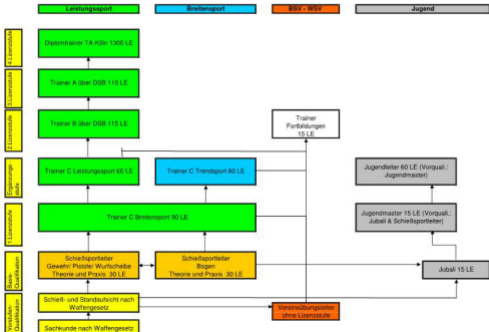 Leistungssport
Breitensport
BSV - WSV
Jugend
4.Lizenzstufe
Diplomtrainer TA Köln 1300 LE
3.Lizenzstufe
Trainer A über DSB 110 LE
2.Lizenzstufe
Trainer B über DSB 115 LE
Trainer
Fortbildungen
15 LE
Ergänzungs
stufe
Trainer C Leistungssport 60 LE
Trainer C Trendsport 60 LE
Jugendleiter 60 LE (Vorquali.:
Jugendmaster)
1.Lizenzstufe
Trainer C Breitensport 90 LE
Jugendmaster 15 LE (Vorquali.:
Jubali & Schießsportleiter)
Basis-
Qualifikation
Schießsportleiter
Gewehr/ Pistole/ Wurfscheibe
Theorie und Praxis 30 LE
Schießsportleiter
Bogen
Theorie und Praxis 30 LE
Jubali 15 LE
Vorstufen-
Qualifikation
Schieß- und Standaufsicht nach
Waffengesetz
Vereinsübungsleiter
ohne Lizenzstufe
Sachkunde nach Waffengesetz